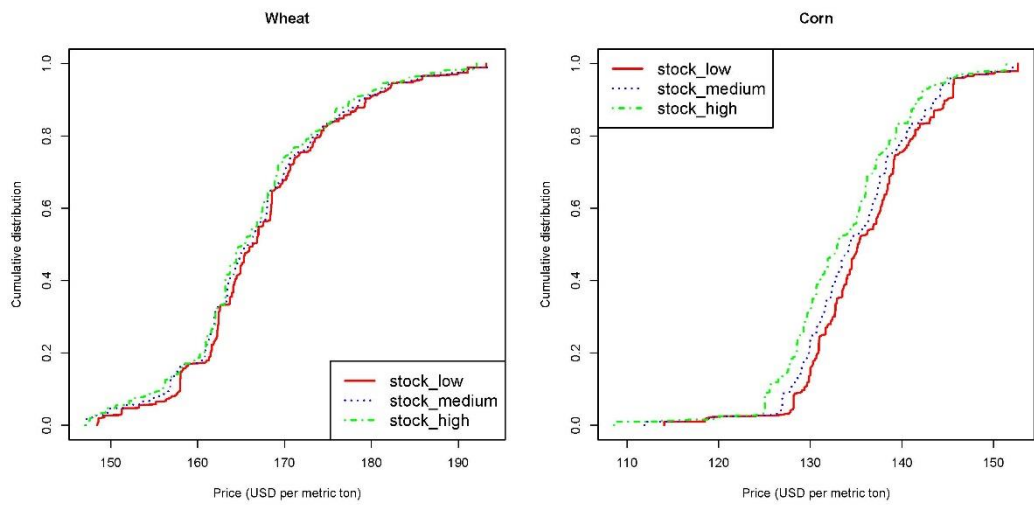 Wheat
Cumulative distribution
1.0
0.8
0.6
0.4
0.2
0.0
stock_low
stock_medium
stock_high
150 160 170 180 190
Price (USD per metric ton)
Corn
Cumulative distribution
1.0
0.8
0.6
0.4
0.2
0.0
stock_low
stock_medium
stock_high
110 120 130 140 150
Price (USD per metric ton)